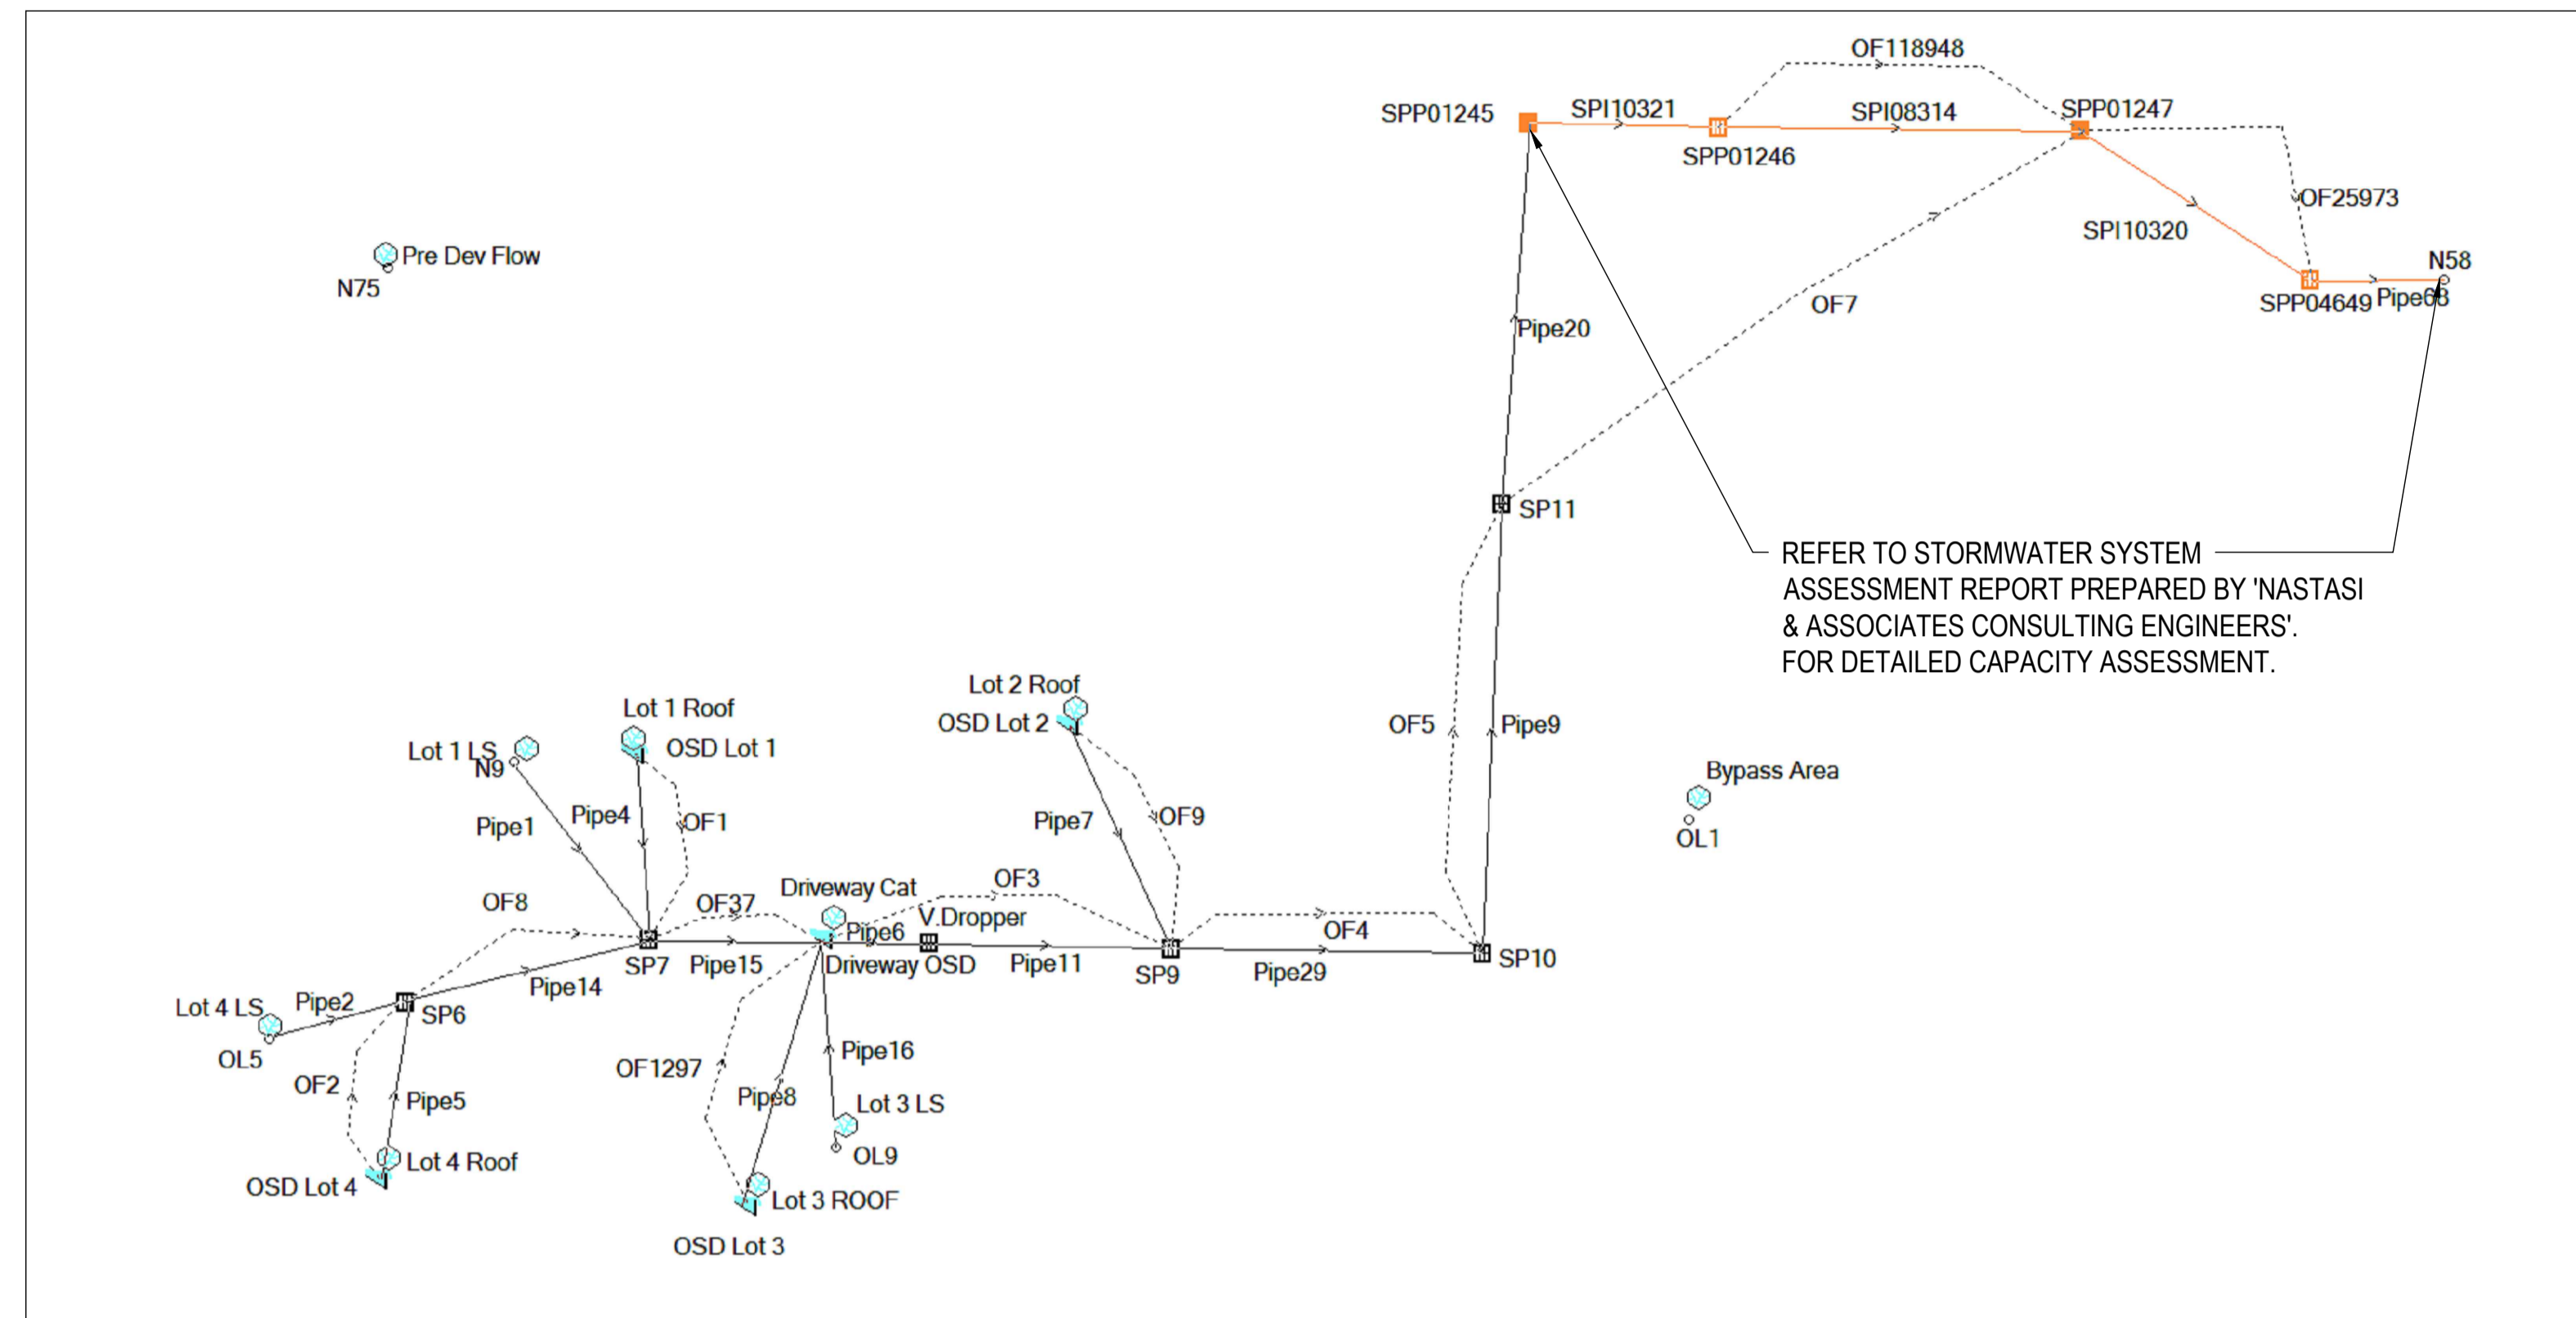 OF118948
SPP01245
SPI10321
SPI08314
SPP01247
SPP01246
OF25973
SPI10320
N58
SPP04649
Pipe68
Pre Dev Flow
N75
OF7
Pipe20
SP11
REFER TO STORMWATER SYSTEM
ASSESSMENT REPORT PREPARED BY 'NASTASI
& ASSOCIATES CONSULTING ENGINEERS'.
FOR DETAILED CAPACITY ASSESSMENT.
Lot 2 Roof
OSD Lot 2
Lot 1 Roof
OSD Lot 1
Lot 1 LS
N9
OF5
Pipe9
Bypass Area
OL1
Pipe1
Pipe4
OF1
Pipe7
OF9
OF8
OF37
Driveway Cat
OF3
V.Dropper
Pipe6
OF4
SP7
Pipe15
Driveway OSD
Pipe11
SP9
Pipe29
SP10
Pipe14
Lot 4 LS
Pipe2
SP6
OL5
OF2
Pipe5
OF1297
Pipe8
Pipe16
Lot 3 LS
OL9
Lot 4 Roof
OSD Lot 4
Lot 3 ROOF
OSD Lot 3